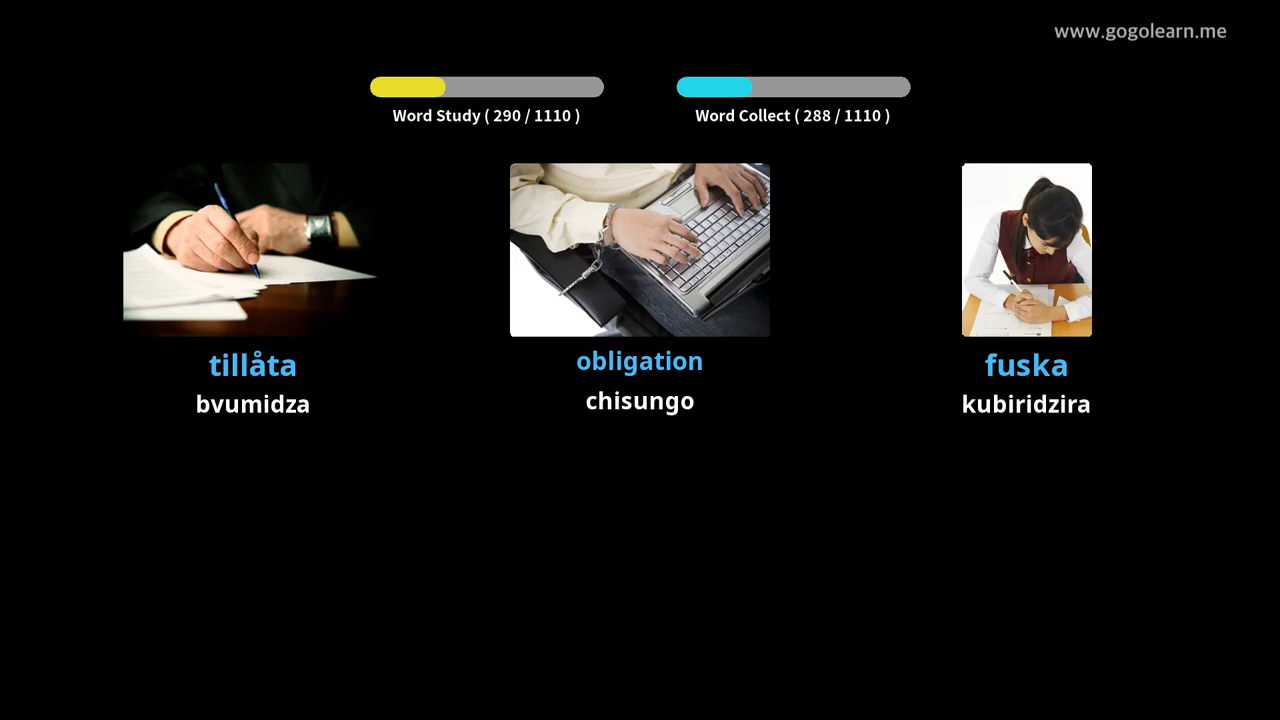 www.gogolearn.me
Word Study ( 290 / 1110 )
Word Collect ( 288 / 1110 )
tillåta
bvumidza
obligation
chisungo
fuska
kubiridzira